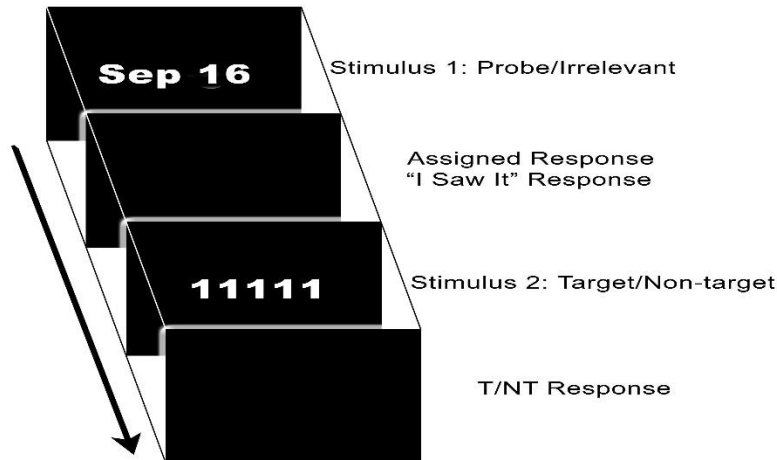 Sep 16
Stimulus 1: Probe/Irrelevant
Assigned Response
“I Saw It” Response
11111
Stimulus 2: Target/Non-target
T/NT Response